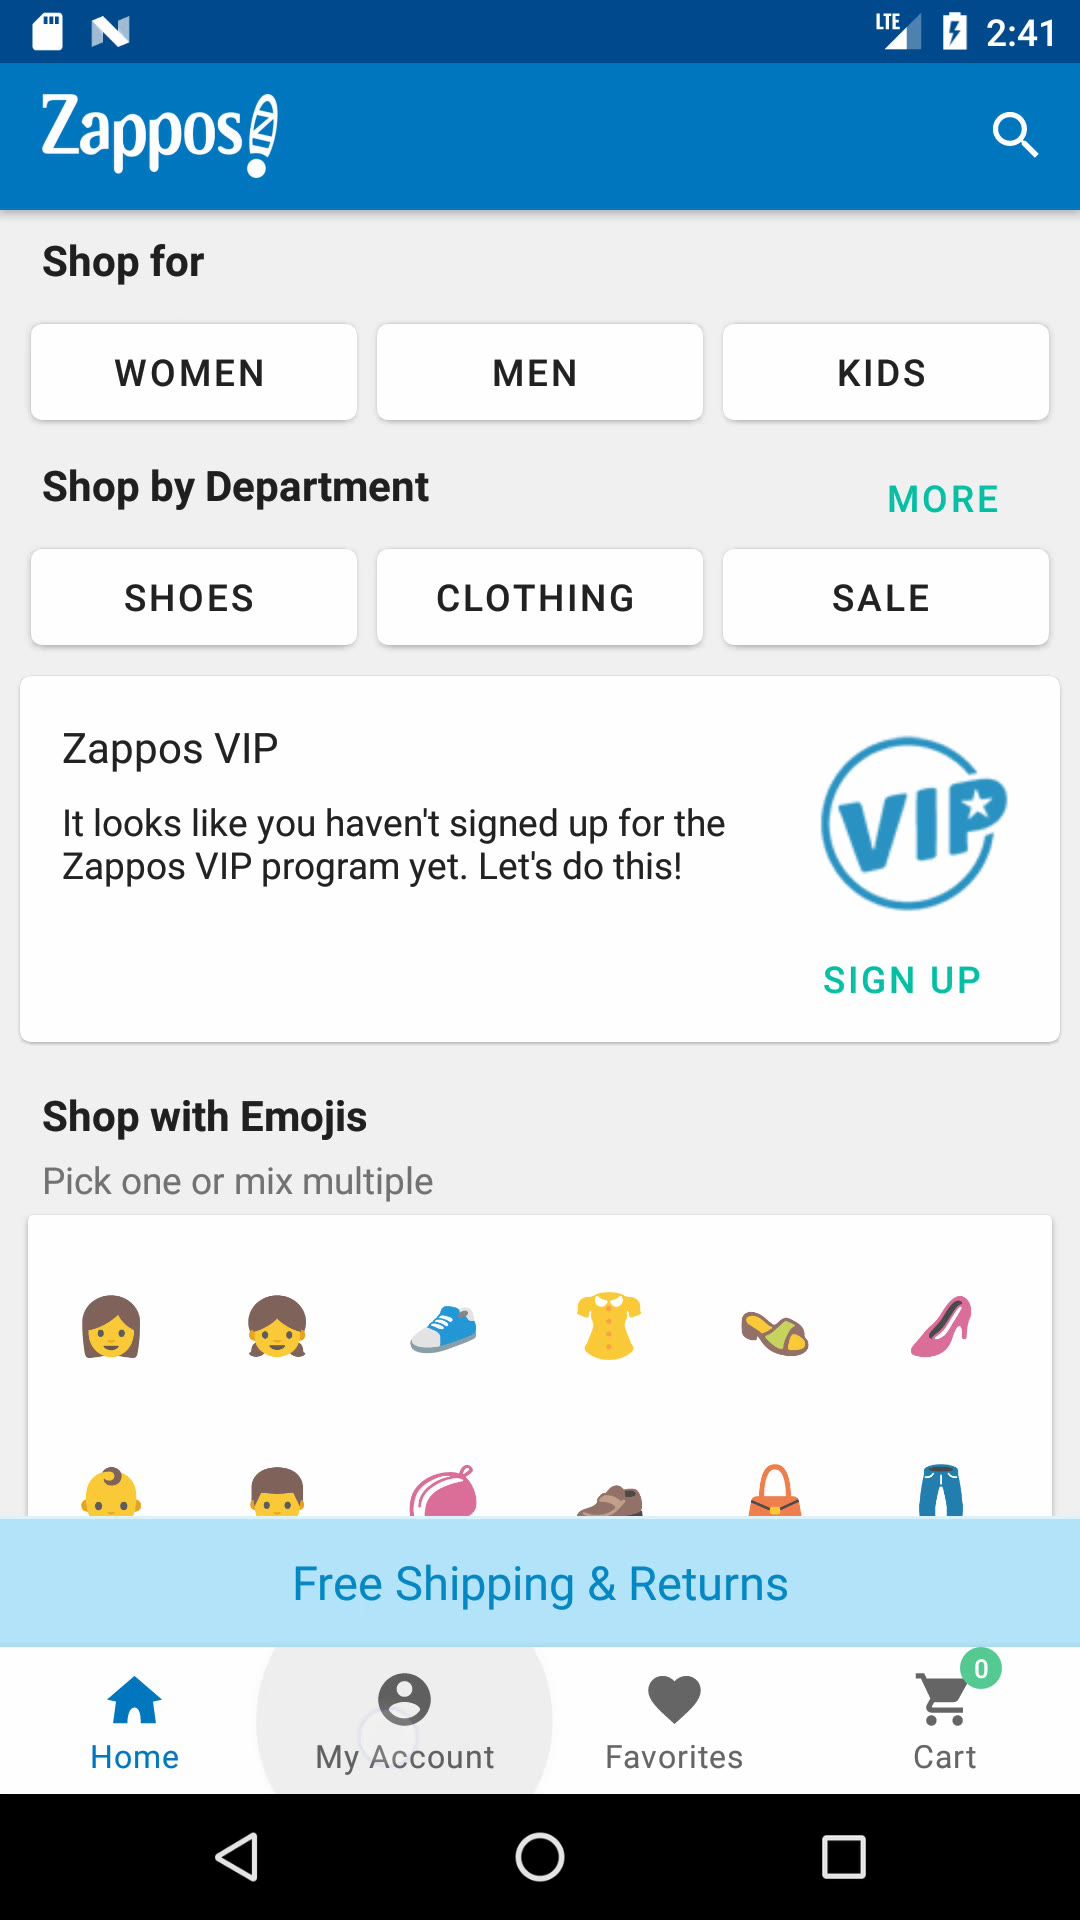 LTE 2:41
Zappos
Shop for
WOMEN MEN KIDS
Shop by Department MORE
SHOES CLOTHING SALE
Zappos VIP
It looks like you haven't signed up for the
Zappos VIP program yet. Let's do this!
VIP
SIGN UP
Shop with Emojis
Pick one or mix multiple
Free Shipping & Returns
0
Home My Account Favorites Cart